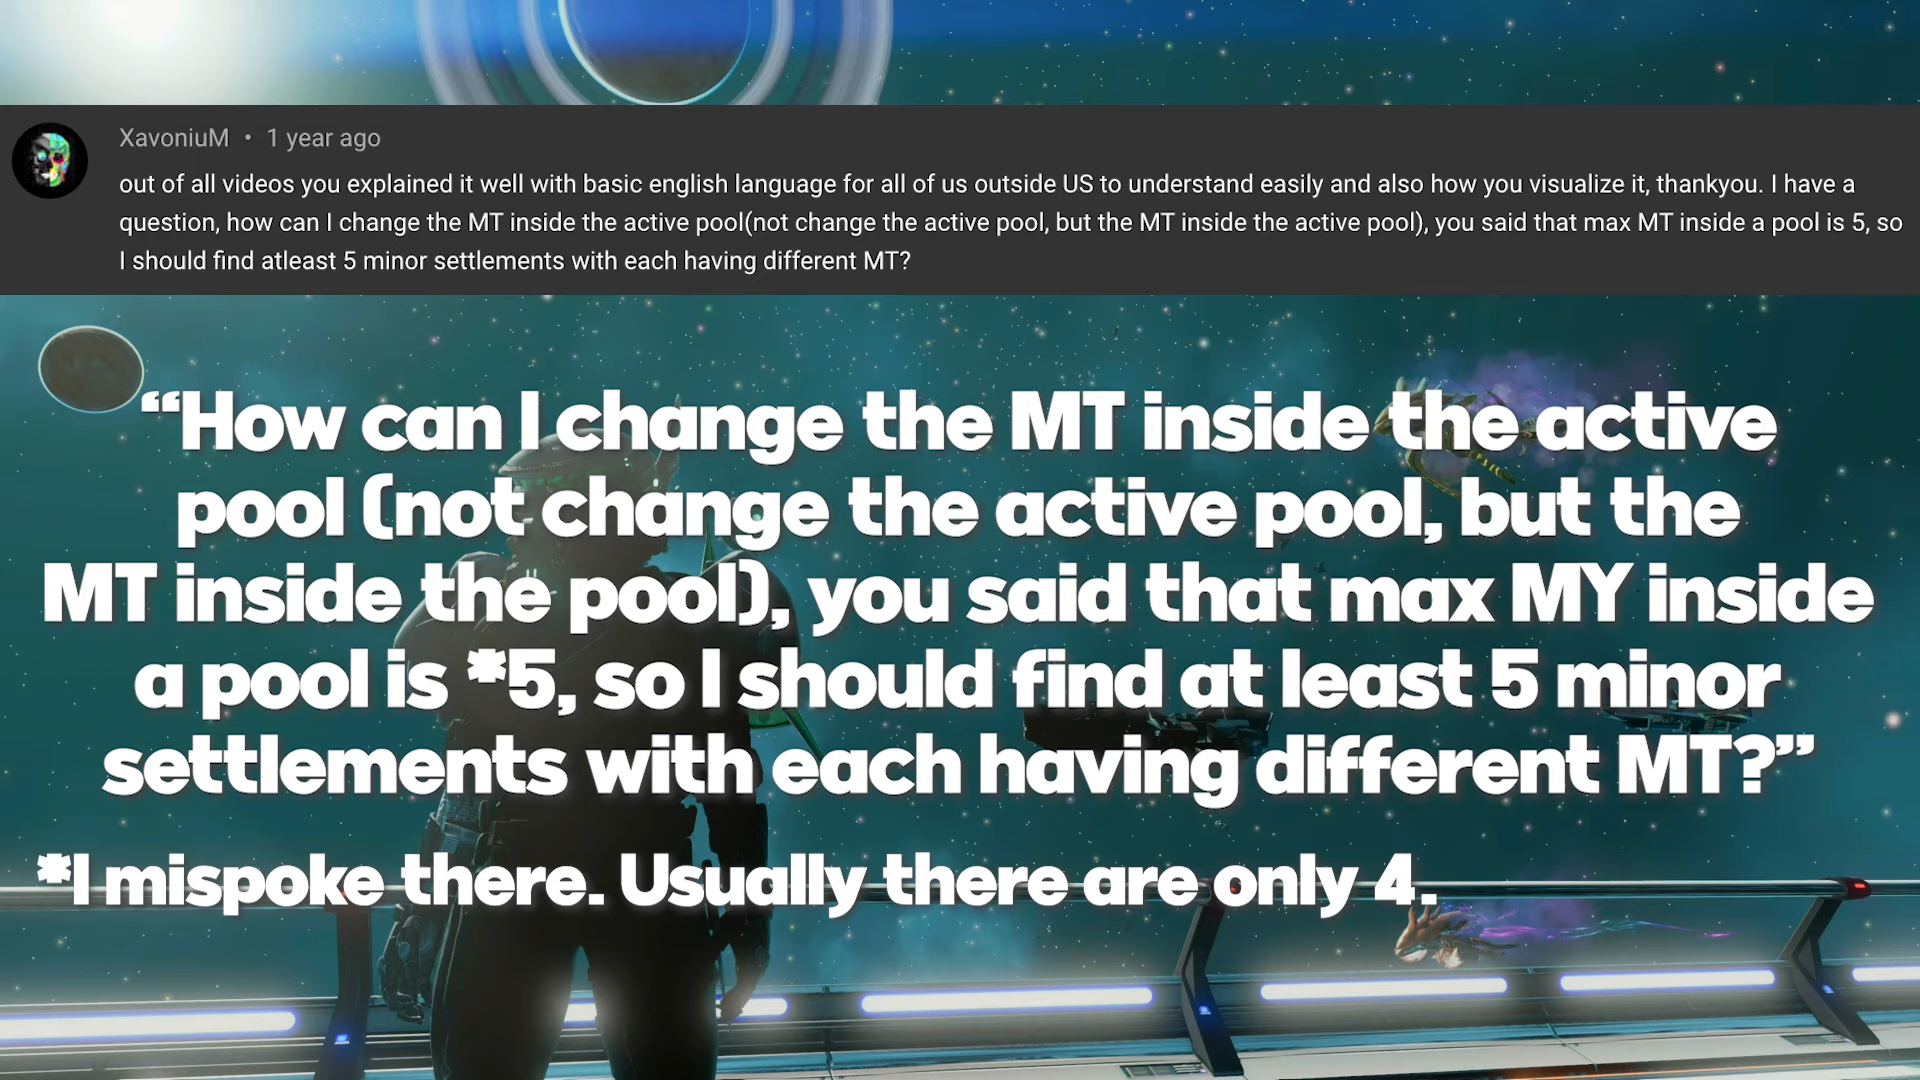 XavoniuM • 1 year ago
out of all videos you explained it well with basic english language for all of us outside US to understand easily and also how you visualize it, thankyou. I have a
question, how can I change the MT inside the active pool(not change the active pool, but the MT inside the active pool), you said that max MT inside a pool is 5, so
I should find atleast 5 minor settlements with each having different MT?
“How can I change the MT inside the active
pool (not change the active pool, but the
MT inside the pool), you said that max MY inside
a pool is *5, so I should find at least 5 minor
settlements with each having different MT?”
*I mispoke there. Usually there are only 4.